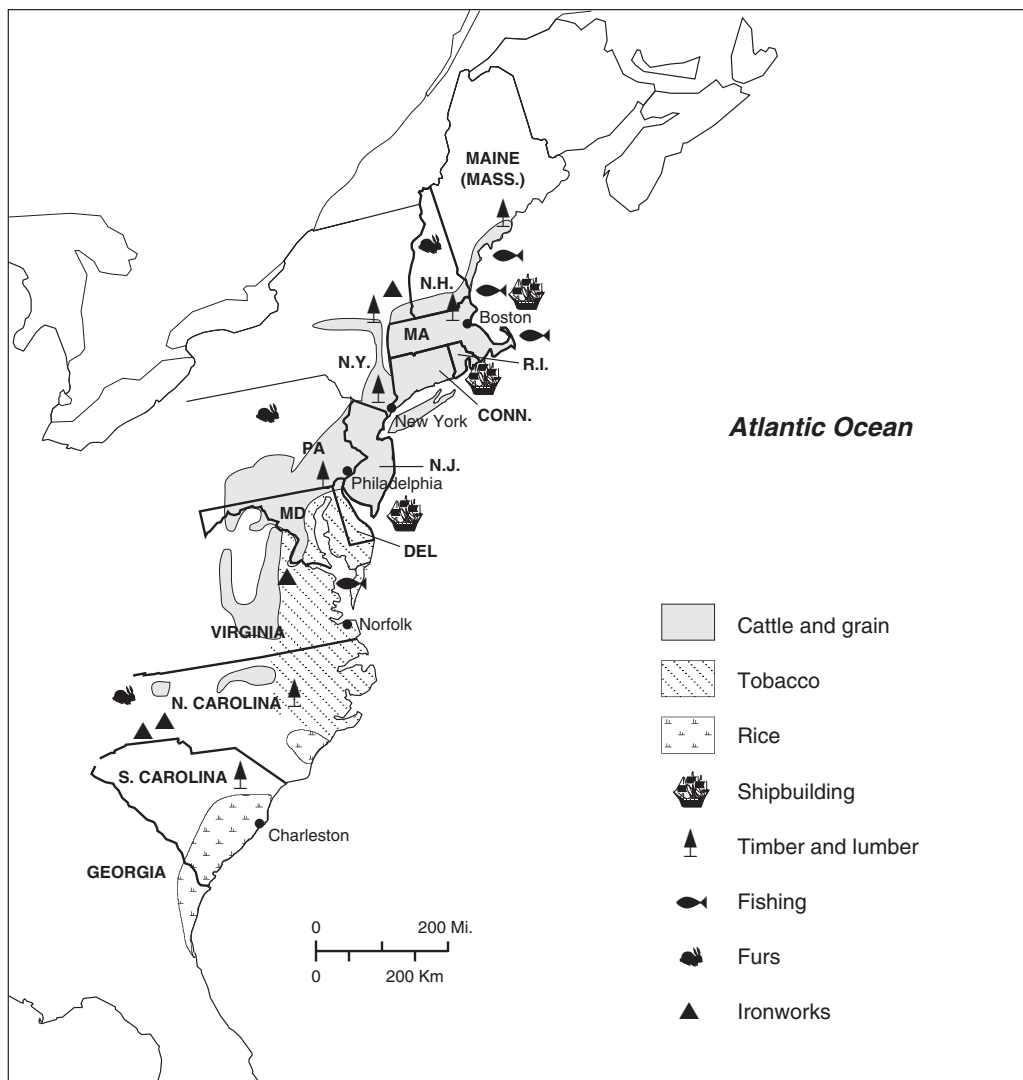 MAINE
(MASS.)
N.H.
Boston
MA
R.I.
N.Y.
CONN.
New York
Atlantic Ocean
PA
N.J.
Philadelphia
MD
DEL
VIRGINIA
Norfolk
N. CAROLINA
S. CAROLINA
Charleston
GEORGIA
0 200 Mi.
0 200 Km
Cattle and grain
Tobacco
Rice
Shipbuilding
Timber and lumber
Fishing
Furs
Ironworks